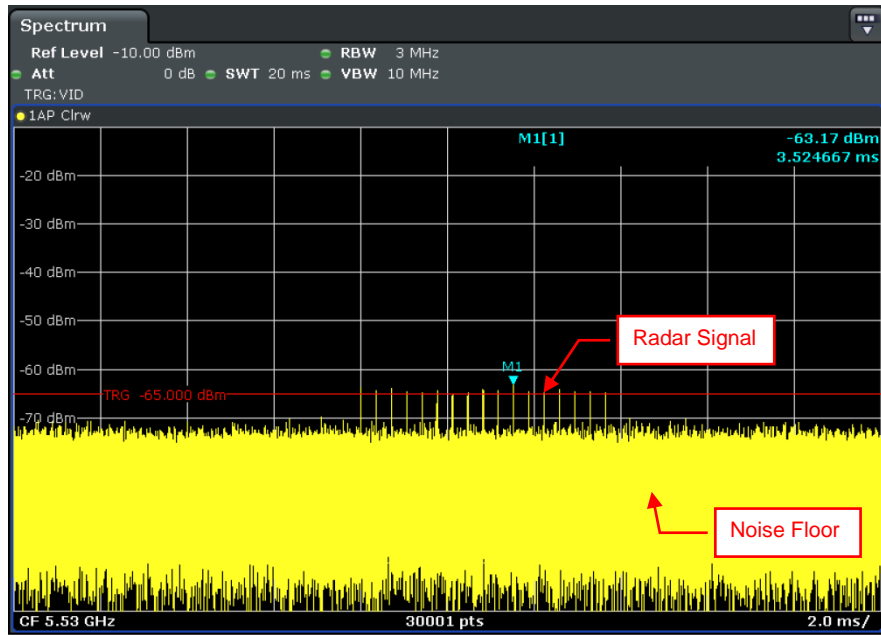 Spectrum
Ref Level -10.00 dBm RBW 3 MHz
Att 0 dB SWT 20 ms VBW 10 MHz
TRG:VID
1AP Clrw
M1[1] -63.17 dBm
3.524667 ms
-20 dBm
-30 dBm
-40 dBm
-50 dBm
Radar Signal
-60 dBm
M1
TRG -65.000 dBm
-70 dBm
Noise Floor
CF 5.53 GHz 30001 pts 2.0 ms/